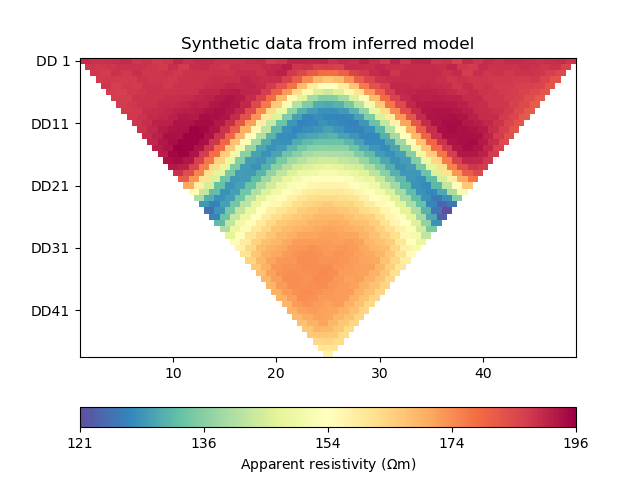 Synthetic data from inferred model
DD 1
DD11
DD21
DD31
DD41
10 20 30 40
121 136 154 174 196
Apparent resistivity (Ωm)